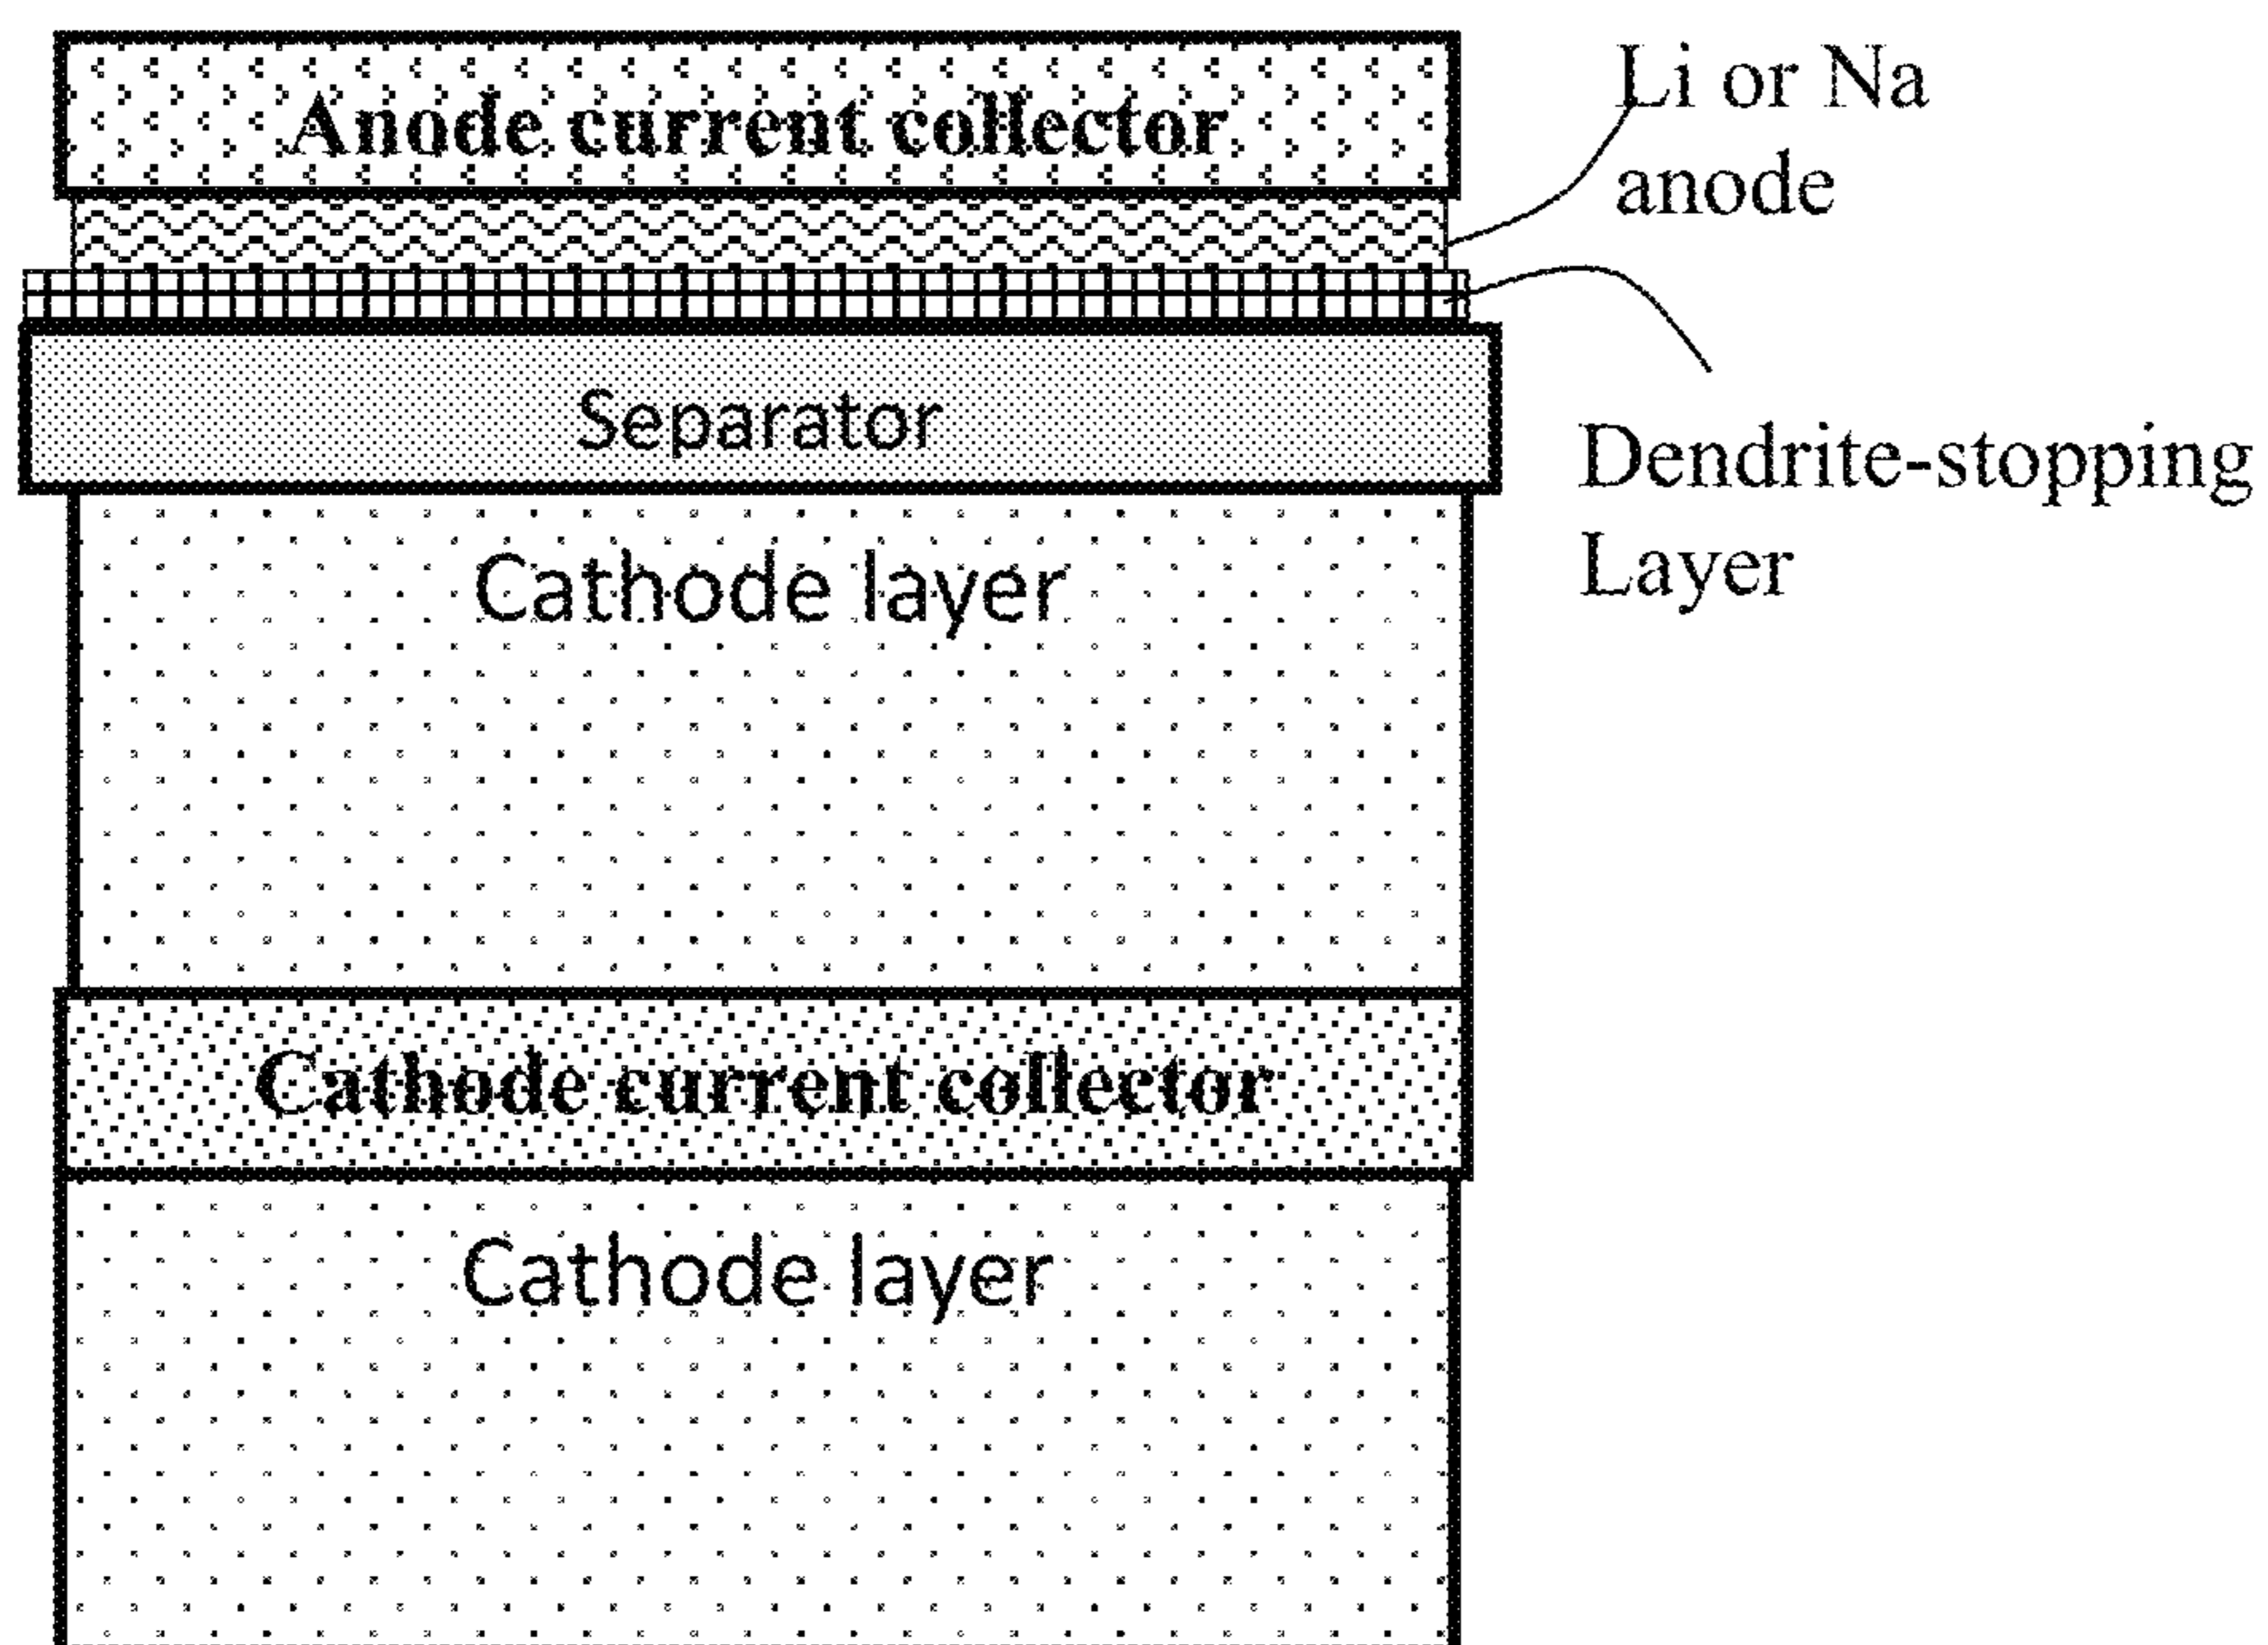 Anode current collector
Li or Na
anode
Separator
Dendrite-stopping
Layer
Cathode layer
Cathode current collector
Cathode layer